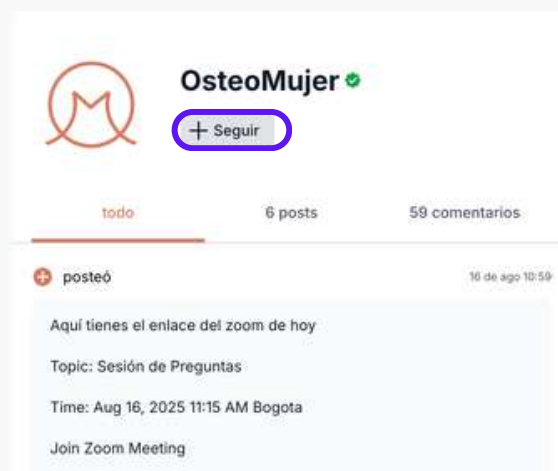 OsteoMujer
+ Seguir
todo 6 posts 59 comentarios
posteó 16 de ago 10:59
Aquí tienes el enlace del zoom de hoy
Topic: Sesión de Preguntas
Time: Aug 16, 2025 11:15 AM Bogota
Join Zoom Meeting